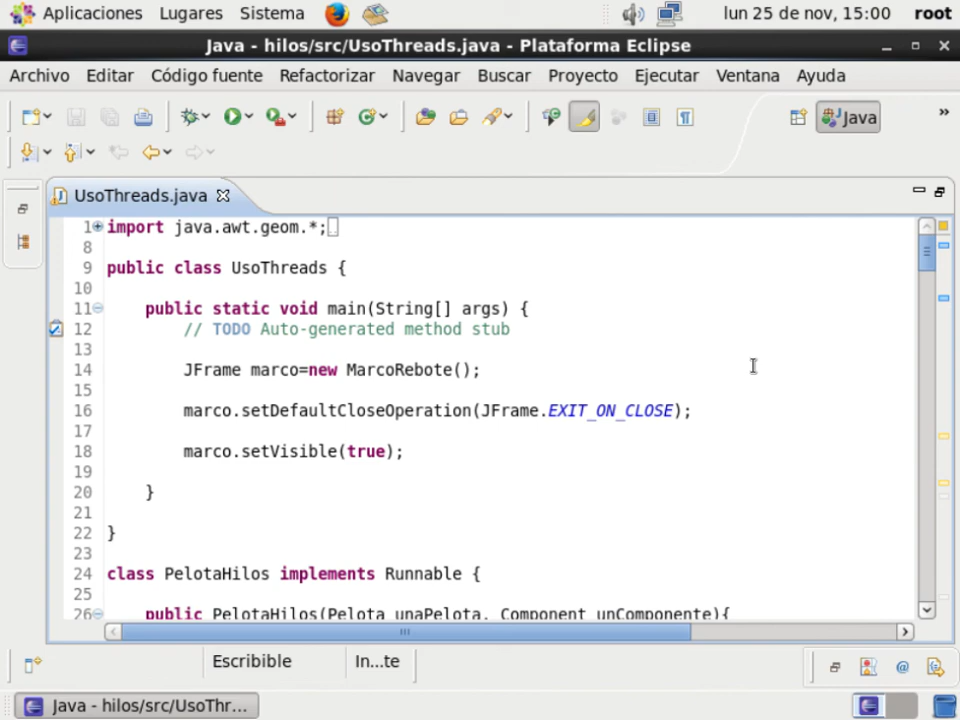 Aplicaciones Lugares Sistema lun 25 de nov, 15:00 root
Java - hilos/src/UsoThreads.java - Plataforma Eclipse
Archivo Editar Código fuente Refactorizar Navegar Buscar Proyecto Ejecutar Ventana Ayuda
Java »
UsoThreads.java
1 import java.awt.geom.*;
8
9 public class UsoThreads {
10
11 public static void main(String[] args) {
12 // TODO Auto-generated method stub
13
14 JFrame marco=new MarcoRebote();
15
16 marco.setDefaultCloseOperation(JFrame.EXIT_ON_CLOSE);
17
18 marco.setVisible(true);
19
20 }
21
22 }
23
24 class PelotaHilos implements Runnable {
25
26 public PelotaHilos(Pelota unaPelota, Component unComponente){
Escribible In...te
Java - hilos/src/UsoThr...